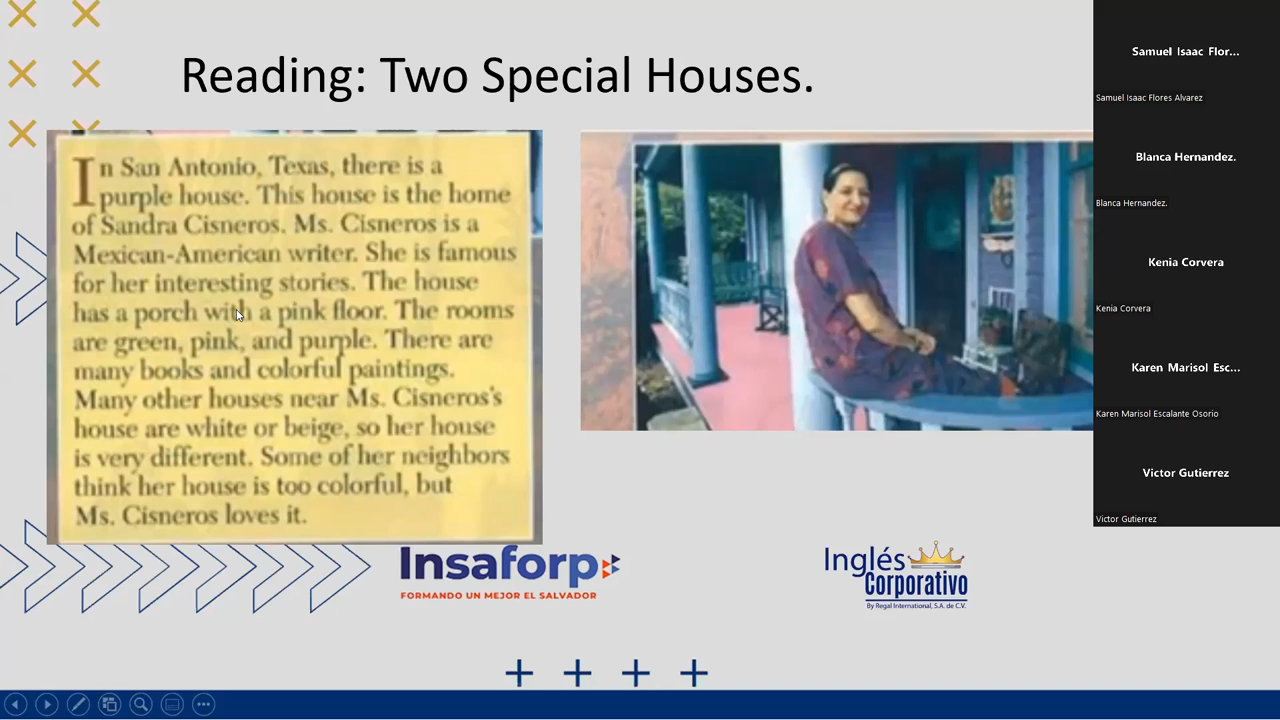 Reading: Two Special Houses.
In San Antonio, Texas, there is a
purple house. This house is the home
of Sandra Cisneros. Ms. Cisneros is a
Mexican-American writer. She is famous
for her interesting stories. The house
has a porch with a pink floor. The rooms
are green, pink, and purple. There are
many books and colorful paintings.
Many other houses near Ms. Cisneros's
house are white or beige, so her house
is very different. Some of her neighbors
think her house is too colorful, but
Ms. Cisneros loves it.
Insaforp
FORMANDO UN MEJOR EL SALVADOR
Inglés
Corporativo
By Regal International, S.A. de C.V.
Samuel Isaac Flor...
Samuel Isaac Flores Alvarez
Blanca Hernandez.
Blanca Hernandez.
Kenia Corvera
Kenia Corvera
Karen Marisol Esc...
Karen Marisol Escalante Osorio
Victor Gutierrez
Victor Gutierrez